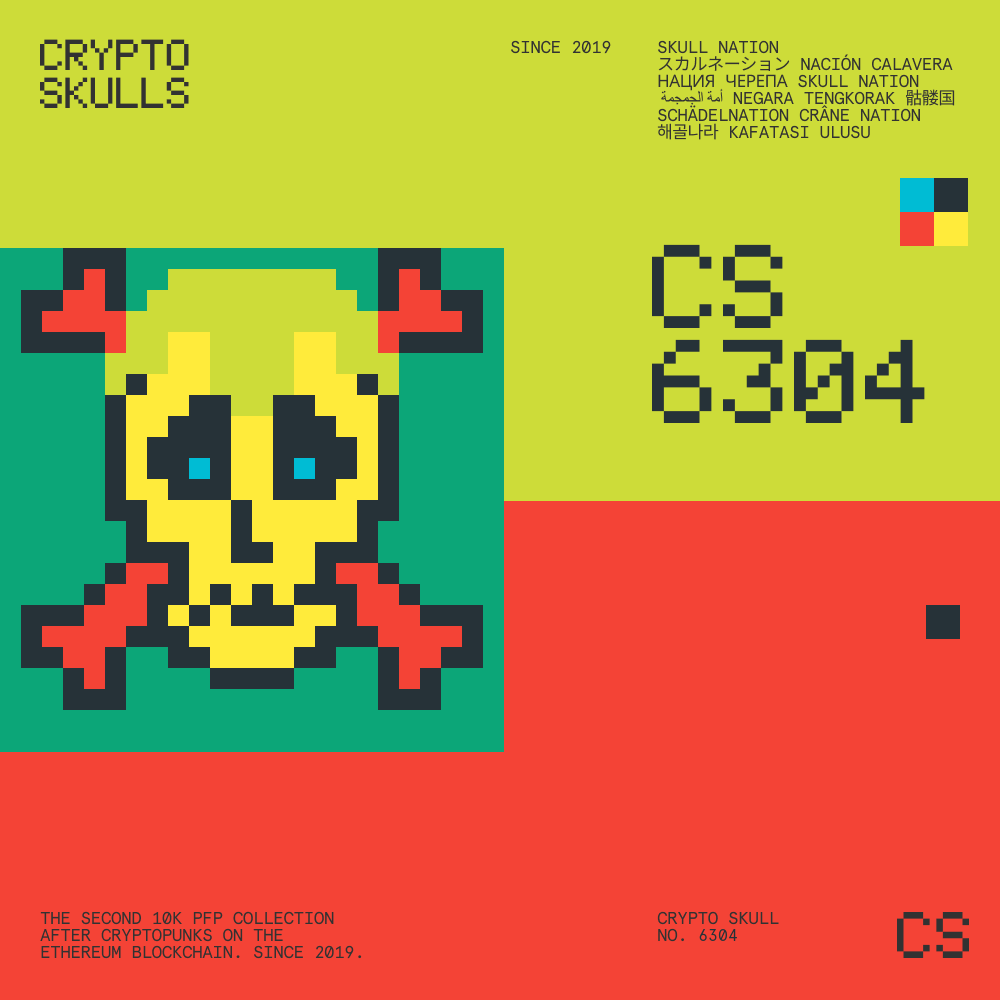 CRYPTO
SKULLS
SINCE 2019
SKULL NATION
スカルネーション NACIÓN CALAVERA
НАЦИЯ ЧЕРЕПА SKULL NATION
أمة الجمجمة NEGARA TENGKORAK 骷髅国
SCHÄDELNATION CRÂNE NATION
해골나라 KAFATASI ULUSU
CS
6304
THE SECOND 10K PFP COLLECTION
AFTER CRYPTOPUNKS ON THE
ETHEREUM BLOCKCHAIN. SINCE 2019.
CRYPTO SKULL
NO. 6304
CS